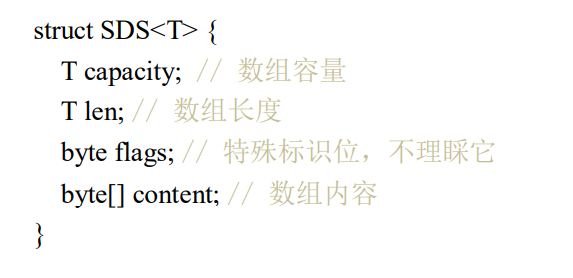 struct SDS<T> {
T capacity; // 数组容量
T len; // 数组长度
byte flags; // 特殊标识位，不理睬它
byte[] content; // 数组内容
}